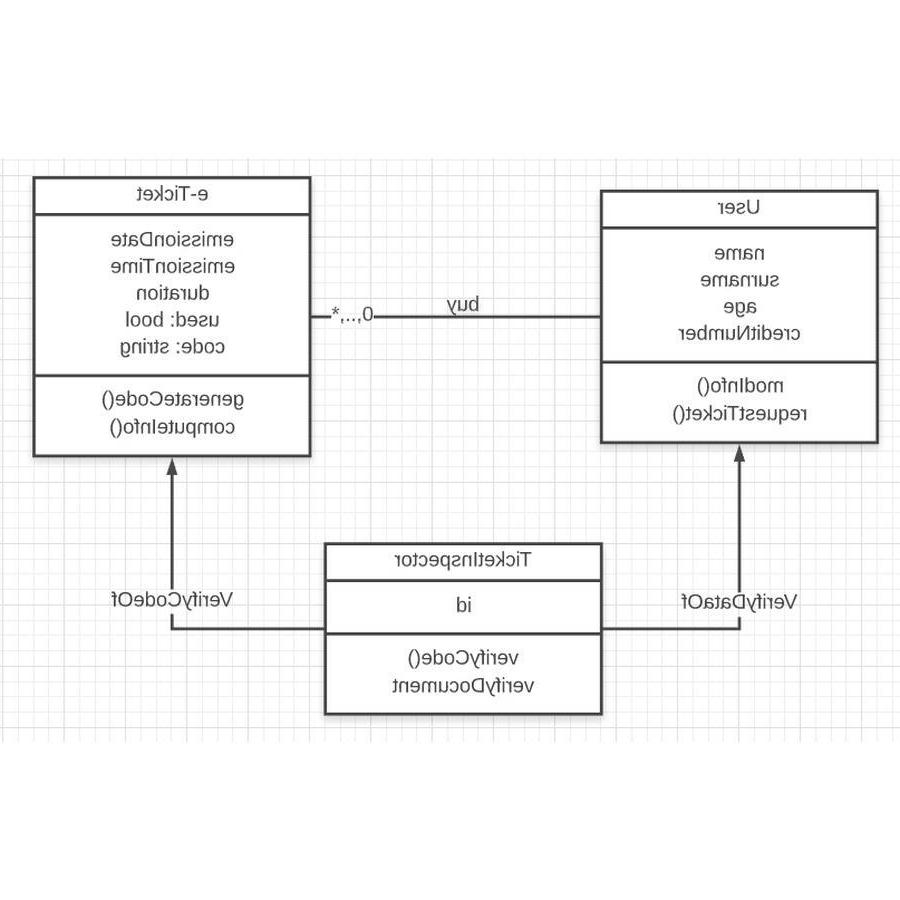 User
name
surname
age
creditNumber
modInfo()
requestTicket()
buy
0,..,*
e-Ticket
emissionDate
emissionTime
duration
used: bool
code: string
generateCode()
computeInfo()
VerifyDataOf
TicketInspector
id
verifyCode()
verifyDocument
VerifyCodeOf